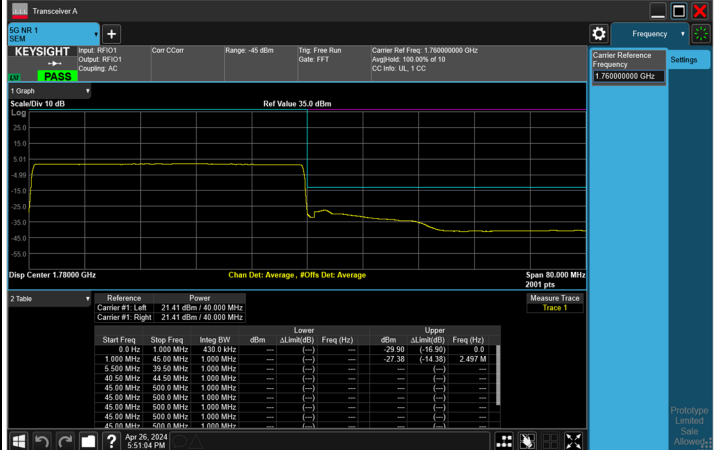 Transceiver A
5G NR 1
SEM
Frequency
KEYSIGHT
Input: RFIO1
Output: RFIO1
Coupling: AC
Corr CCorr
Range: -45 dBm
Trig: Free Run
Gate: FFT
Carrier Ref Freq: 1.760000000 GHz
Avg|Hold: 100.00% of 10
CC Info: UL, 1 CC
PASS
Carrier Reference
Frequency
1.760000000 GHz
Settings
1 Graph
Scale/Div 10 dB
Ref Value 35.0 dBm
Log
25.0
15.0
5.01
-4.99
-15.0
-25.0
-35.0
-45.0
-55.0
Disp Center 1.78000 GHz
Chan Det: Average , #Offs Det: Average
Span 80.000 MHz
2001 pts
2 Table
Reference Power
Carrier #1: Left 21.41 dBm / 40.000 MHz
Carrier #1: Right 21.41 dBm / 40.000 MHz
Measure Trace
Trace 1
Lower Upper
Start Freq Stop Freq Integ BW dBm ΔLimit(dB) Freq (Hz) dBm ΔLimit(dB) Freq (Hz)
0.0 Hz 1.000 MHz 430.0 kHz --- (---) --- -29.90 (-16.90) 0.0
1.000 MHz 45.00 MHz 1.000 MHz --- (---) --- -27.38 (-14.38) 2.497 M
5.500 MHz 39.50 MHz 1.000 MHz --- (---) --- --- (---) ---
40.50 MHz 44.50 MHz 1.000 MHz --- (---) --- --- (---) ---
45.00 MHz 500.0 MHz 1.000 MHz --- (---) --- --- (---) ---
45.00 MHz 500.0 MHz 1.000 MHz --- (---) --- --- (---) ---
45.00 MHz 500.0 MHz 1.000 MHz --- (---) --- --- (---) ---
45.00 MHz 500.0 MHz 1.000 MHz --- (---) --- --- (---) ---
Apr 26, 2024
5:51:04 PM
Prototype
Limited
Sale
Allowed